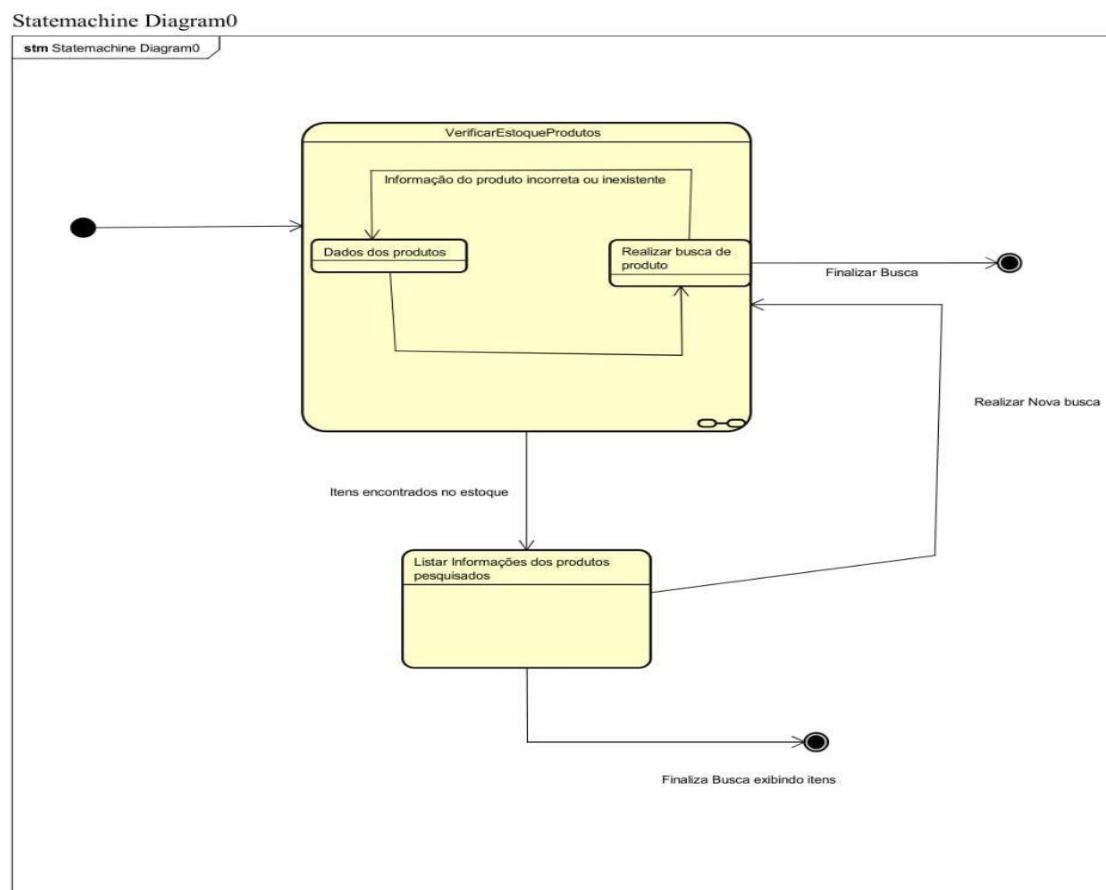 Statemachine Diagram0
stm Statemachine Diagram0
VerificarEstoqueProdutos
Informação do produto incorreta ou inexistente
Dados dos produtos
Realizar busca de
produto
Finalizar Busca
Realizar Nova busca
Itens encontrados no estoque
Listar Informações dos produtos
pesquisados
Finaliza Busca exibindo itens